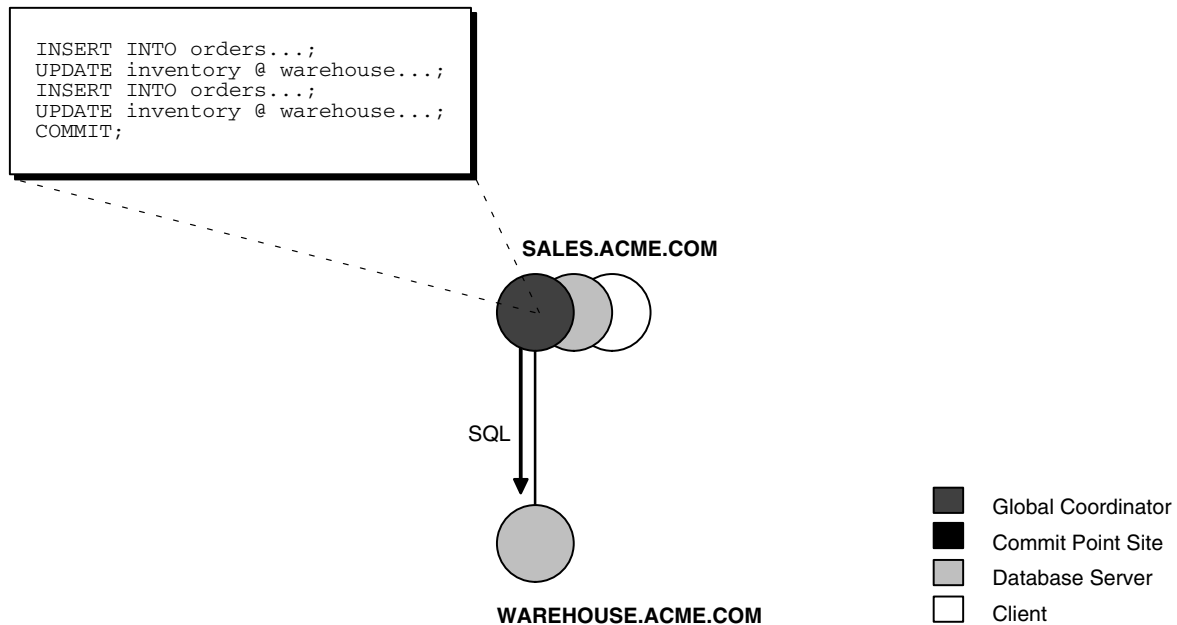 INSERT INTO orders...;
UPDATE inventory @ warehouse...;
INSERT INTO orders...;
UPDATE inventory @ warehouse...;
COMMIT;
SALES.ACME.COM
SQL
WAREHOUSE.ACME.COM
Global Coordinator
Commit Point Site
Database Server
Client